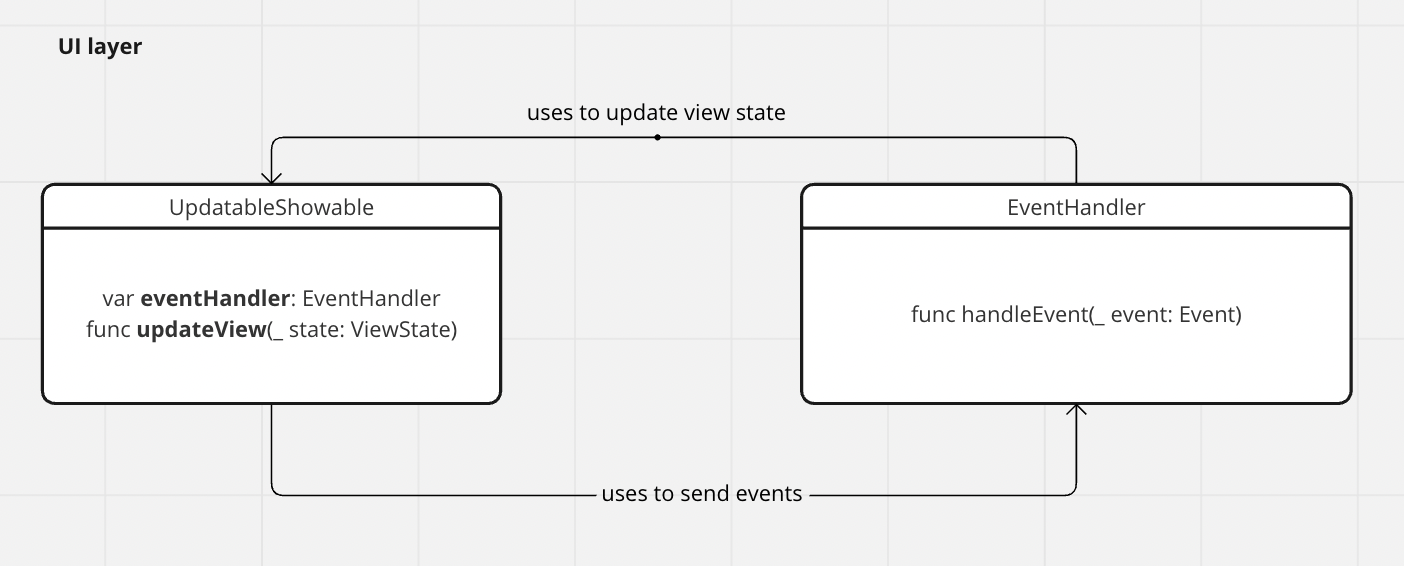 UI layer
uses to update view state
UpdatableShowable
EventHandler
var eventHandler: EventHandler
func updateView(_ state: ViewState)
func handleEvent(_ event: Event)
uses to send events